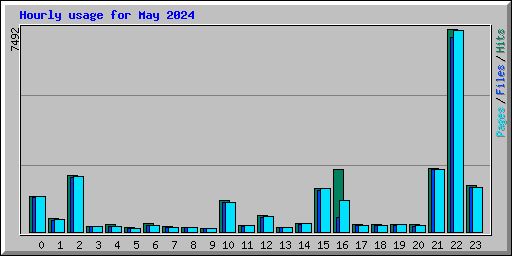 Hourly usage for May 2024
7492
Pages / Files / Hits
0 1 2 3 4 5 6 7 8 9 10 11 12 13 14 15 16 17 18 19 20 21 22 23